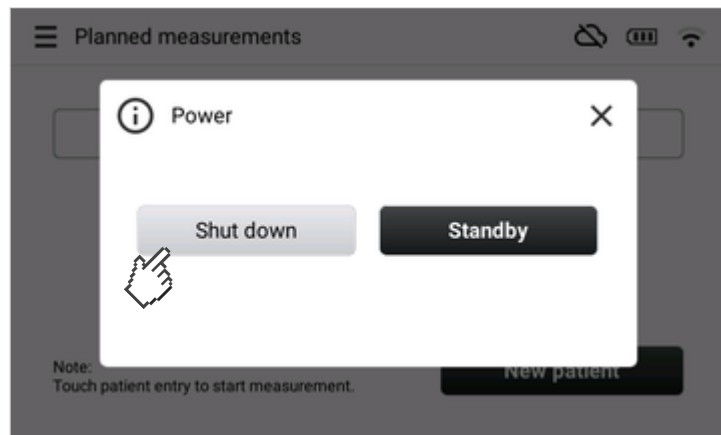 Planned measurements
Power
Shut down
Standby
New patient
Note:
Touch patient entry to start measurement.